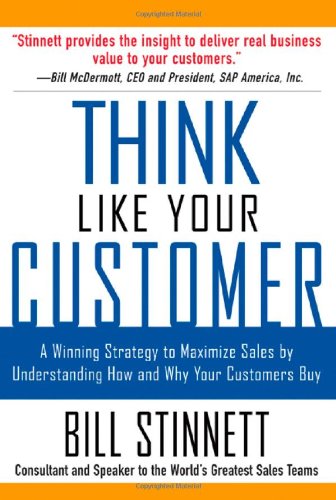 “Stinnett provides the insight to deliver real business
value to your customers.”
—Bill McDermott, CEO and President, SAP America, Inc.
THINK
LIKE YOUR
CUSTOMER
A Winning Strategy to Maximize Sales by
Understanding How and Why Your Customers Buy
BILL STINNETT
Consultant and Speaker to the World's Greatest Sales Teams